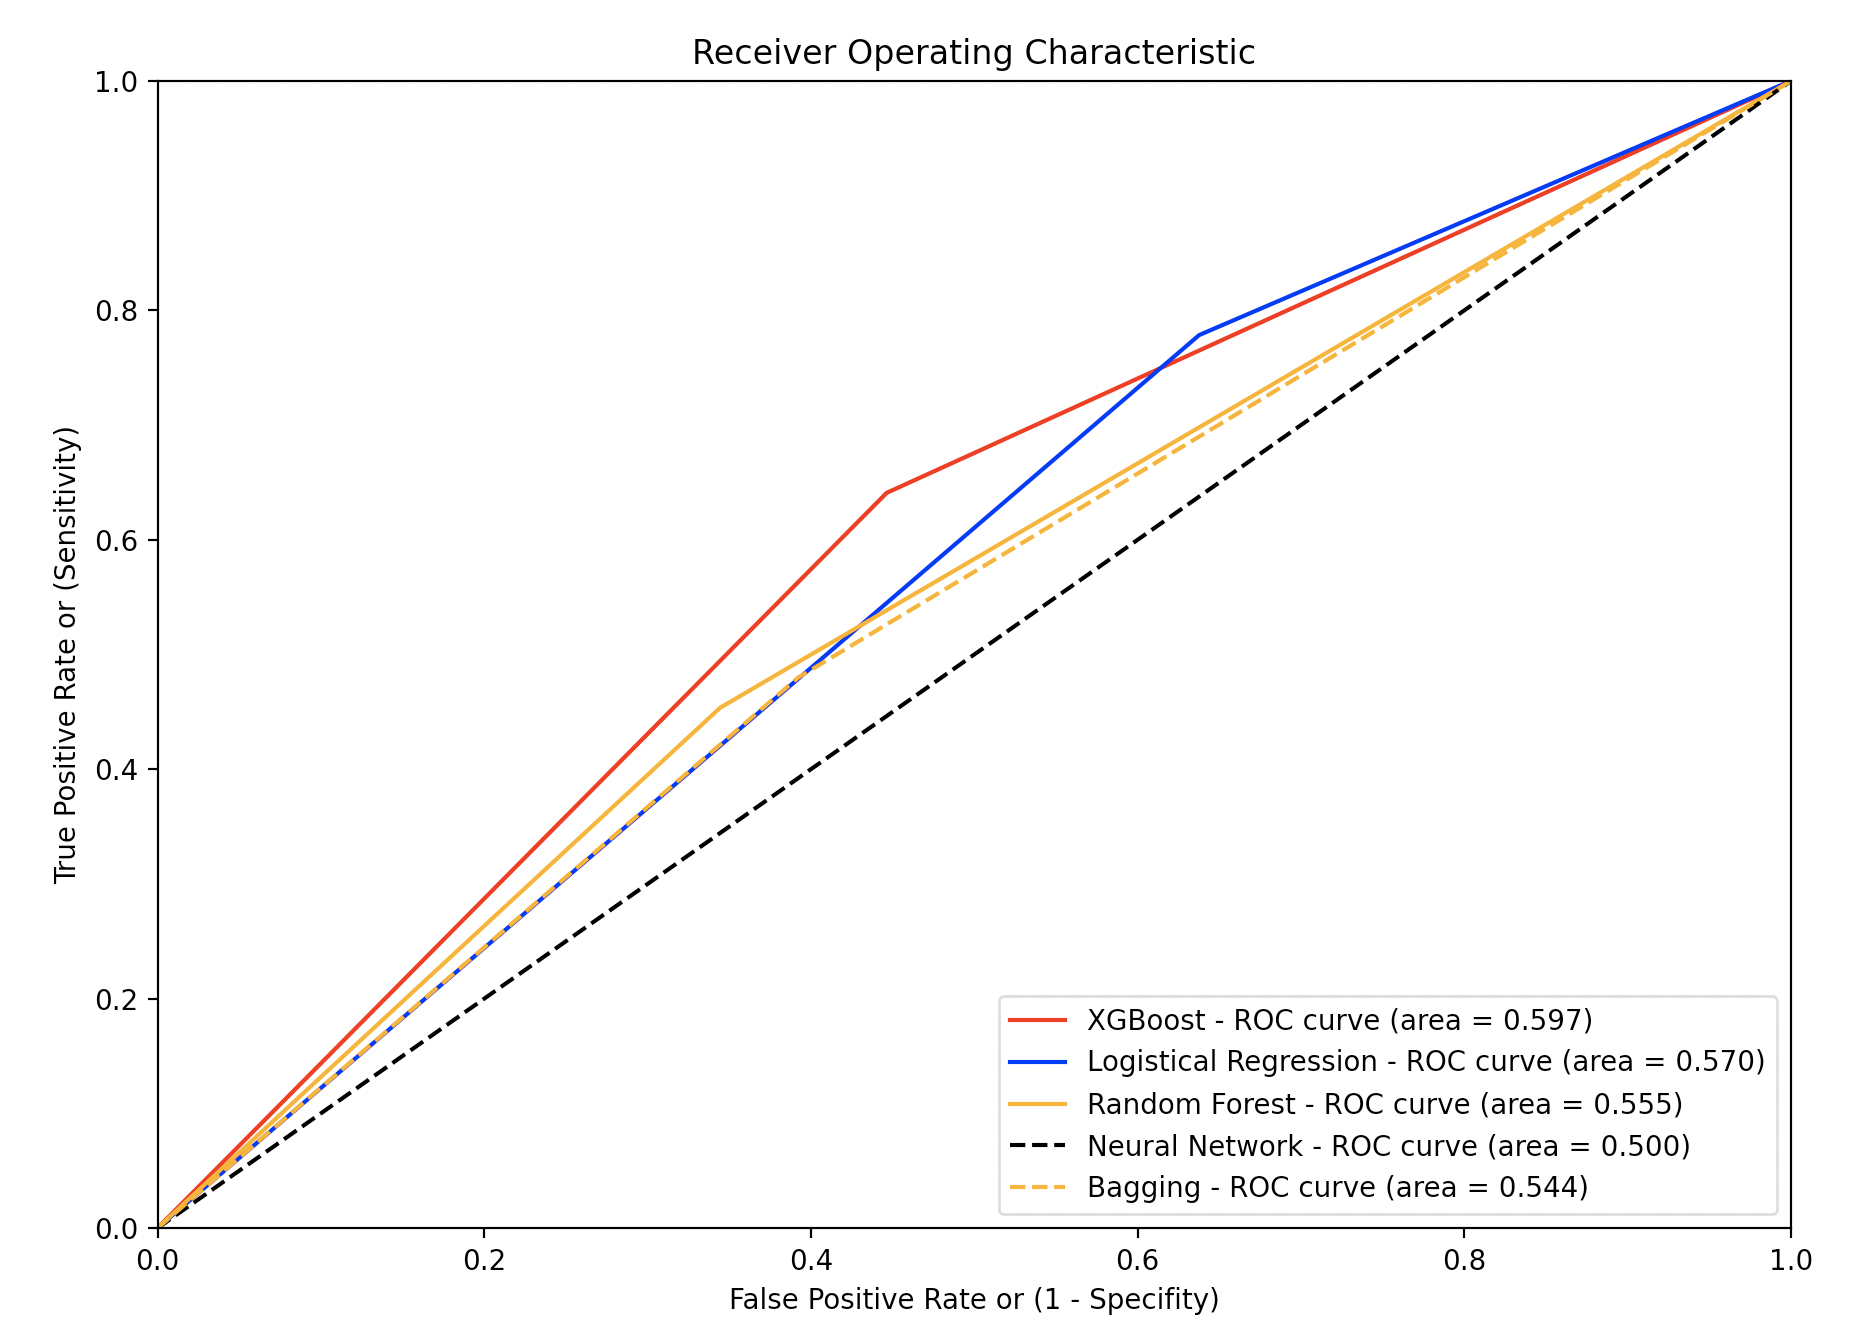 Receiver Operating Characteristic
1.0
0.8
0.6
0.4
0.2
0.0
True Positive Rate or (Sensitivity)
XGBoost - ROC curve (area = 0.597)
Logistical Regression - ROC curve (area = 0.570)
Random Forest - ROC curve (area = 0.555)
Neural Network - ROC curve (area = 0.500)
Bagging - ROC curve (area = 0.544)
0.0 0.2 0.4 0.6 0.8 1.0
False Positive Rate or (1 - Specifity)